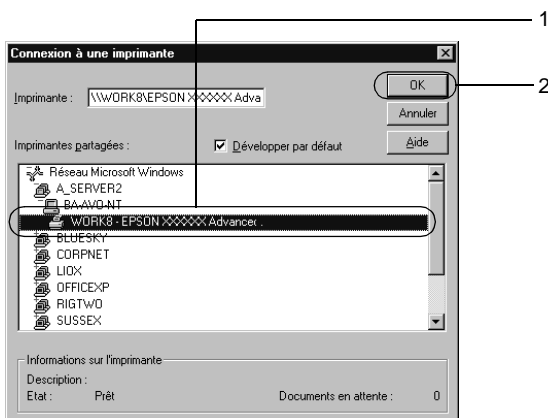 1
Connexion à une imprimante
Imprimante : \\WORK8\EPSON XXXXXX Adva
OK
2
Annuler
Imprimantes partagées :
Développer par défaut
Aide
Réseau Microsoft Windows
A_SERVER2
BA-AVO-NT
WORK8 - EPSON XXXXXX Advanced .
BLUESKY
CORPNET
LIOX
OFFICEXP
RIGTWO
SUSSEX
Informations sur l'imprimante
Description :
Etat : Prêt Documents en attente : 0